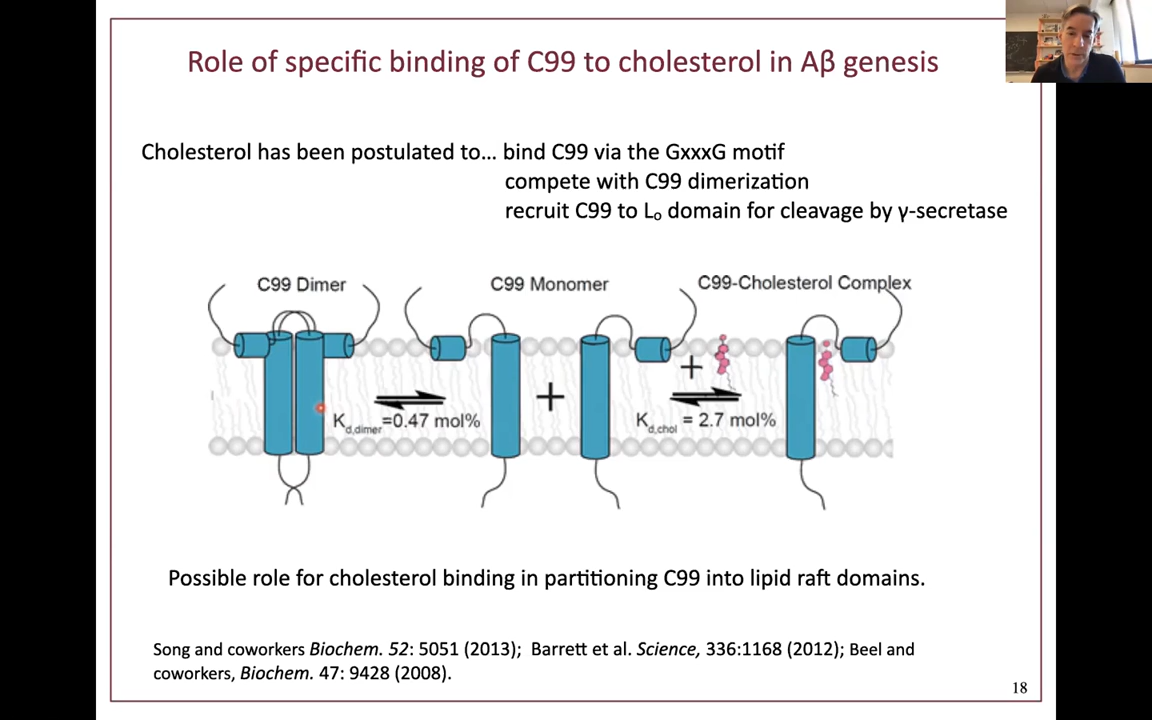 Role of specific binding of C99 to cholesterol in Aβ genesis
Cholesterol has been postulated to... bind C99 via the GxxxG motif
compete with C99 dimerization
recruit C99 to Lₒ domain for cleavage by γ-secretase
C99 Dimer
C99 Monomer
C99-Cholesterol Complex
+
+
K d,dimer =0.47 mol%
K d,chol = 2.7 mol%
Possible role for cholesterol binding in partitioning C99 into lipid raft domains.
Song and coworkers Biochem. 52: 5051 (2013); Barrett et al. Science, 336:1168 (2012); Beel and
coworkers, Biochem. 47: 9428 (2008).
18